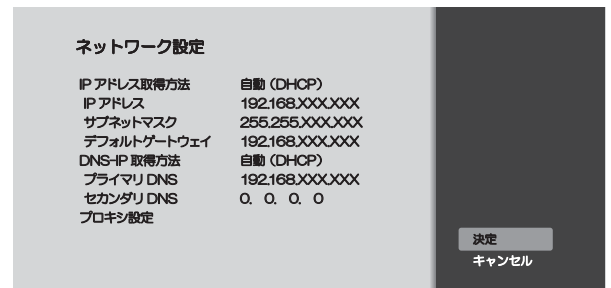 ネットワーク設定
IP アドレス取得方法 自動（DHCP）
IP アドレス 192.168.XXX.XXX
サブネットマスク 255.255.XXX.XXX
デフォルトゲートウェイ 192.168.XXX.XXX
DNS-IP 取得方法 自動（DHCP）
プライマリ DNS 192.168.XXX.XXX
セカンダリ DNS 0. 0. 0. 0
プロキシ設定
決定
キャンセル